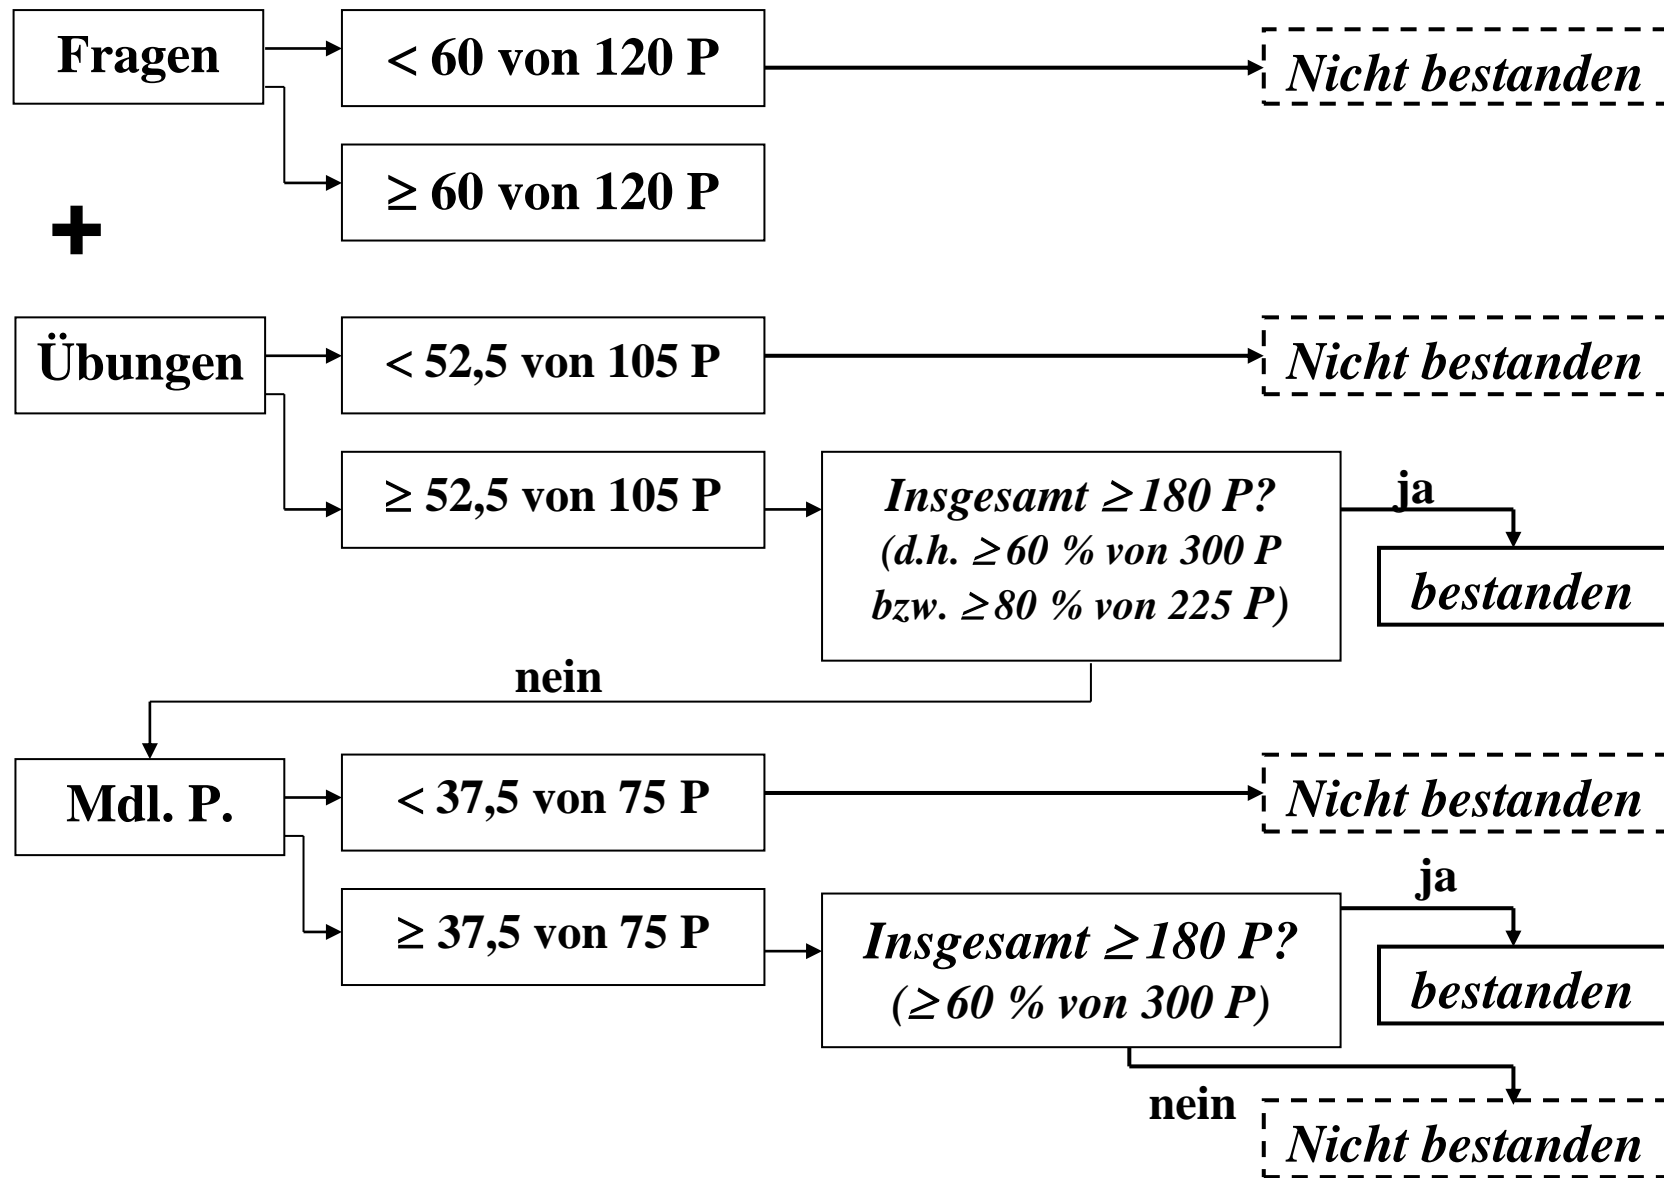 Fragen
< 60 von 120 P
Nicht bestanden
≥ 60 von 120 P
+
Übungen
< 52,5 von 105 P
Nicht bestanden
≥ 52,5 von 105 P
Insgesamt ≥ 180 P?
(d.h. ≥ 60 % von 300 P
bzw. ≥ 80 % von 225 P)
ja
bestanden
nein
Mdl. P.
< 37,5 von 75 P
Nicht bestanden
≥ 37,5 von 75 P
Insgesamt ≥ 180 P?
(≥ 60 % von 300 P)
ja
bestanden
nein
Nicht bestanden